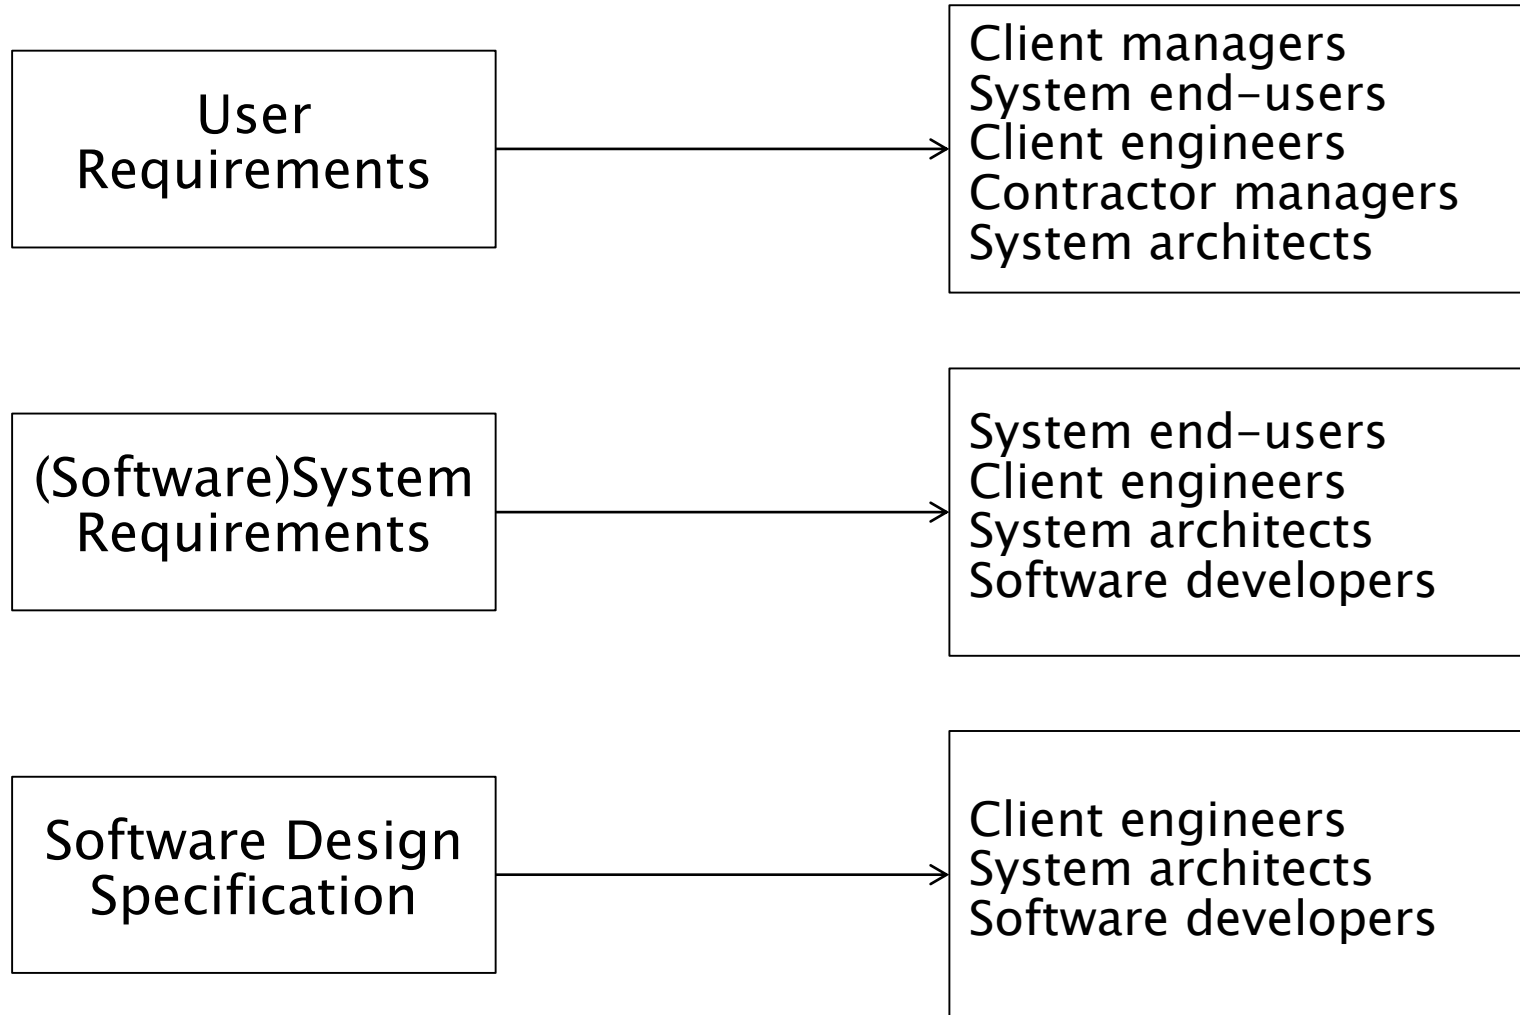 User
Requirements
Client managers
System end-users
Client engineers
Contractor managers
System architects
(Software)System
Requirements
System end-users
Client engineers
System architects
Software developers
Software Design
Specification
Client engineers
System architects
Software developers